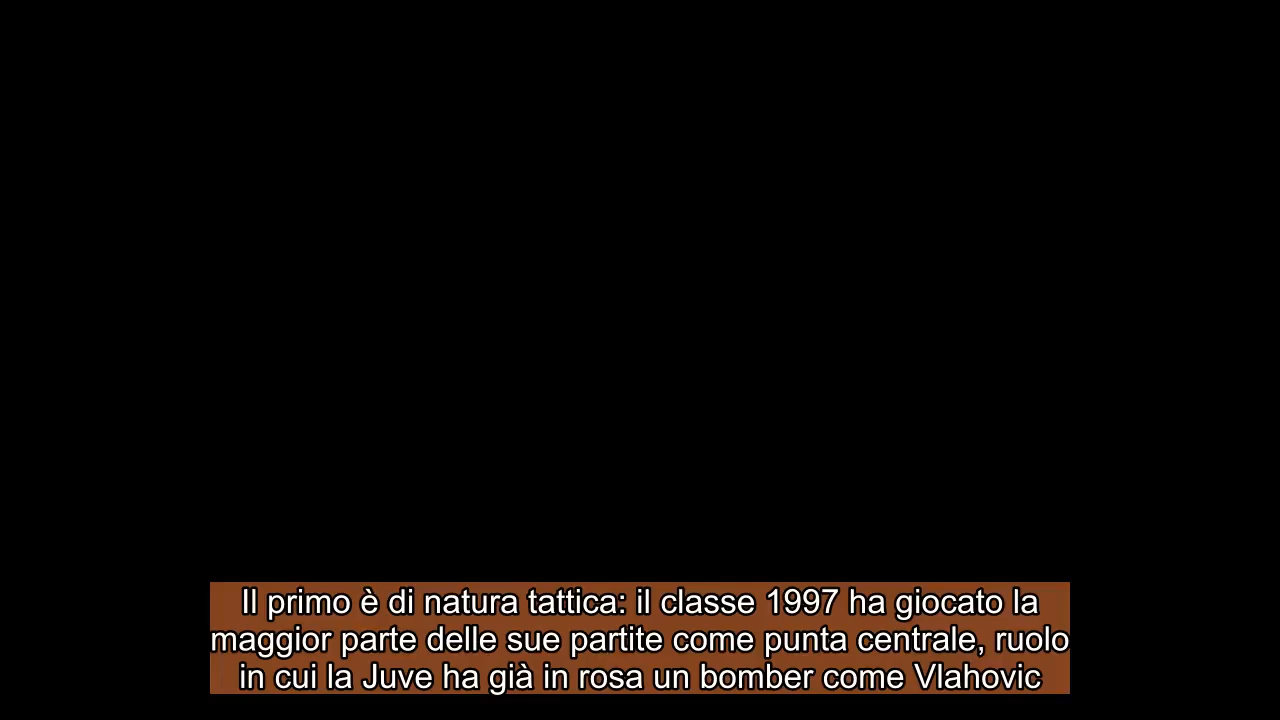 Il primo è di natura tattica: il classe 1997 ha giocato la
maggior parte delle sue partite come punta centrale, ruolo
in cui la Juve ha già in rosa un bomber come Vlahovic